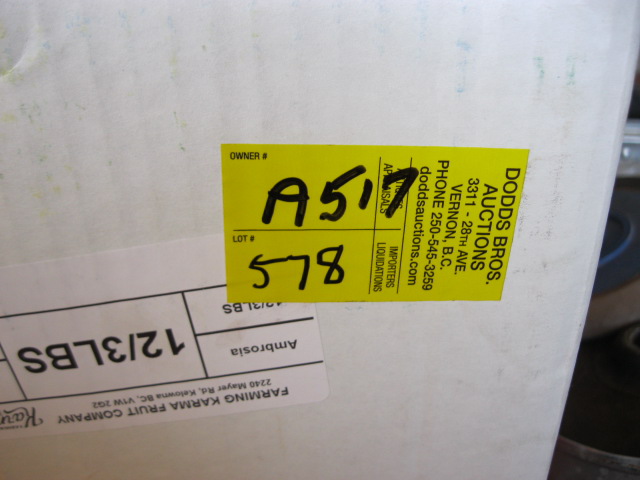 OWNER #
A517
LOT #
578
APPRAISALS
IMPORTERS
LIQUIDATIONS
DODDS BROS.
AUCTIONS
3311 - 28TH AVE.
VERNON, B.C.
PHONE 250-545-3259
doddsauctions.com
FARMING KARMA FRUIT COMPANY
2240 Mayer Rd, Kelowna BC, V1W 2G2
Ambrosia
12/3LBS
12/3LBS